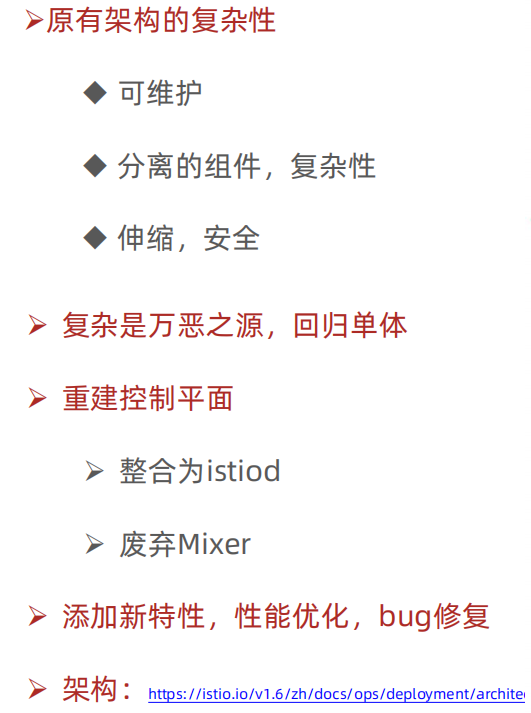 ➢原有架构的复杂性
◆ 可维护
◆ 分离的组件，复杂性
◆ 伸缩，安全
➢ 复杂是万恶之源，回归单体
➢ 重建控制平面
➢ 整合为istiod
➢ 废弃Mixer
➢ 添加新特性，性能优化，bug修复
➢ 架构：https://istio.io/v1.6/zh/docs/ops/deployment/archite